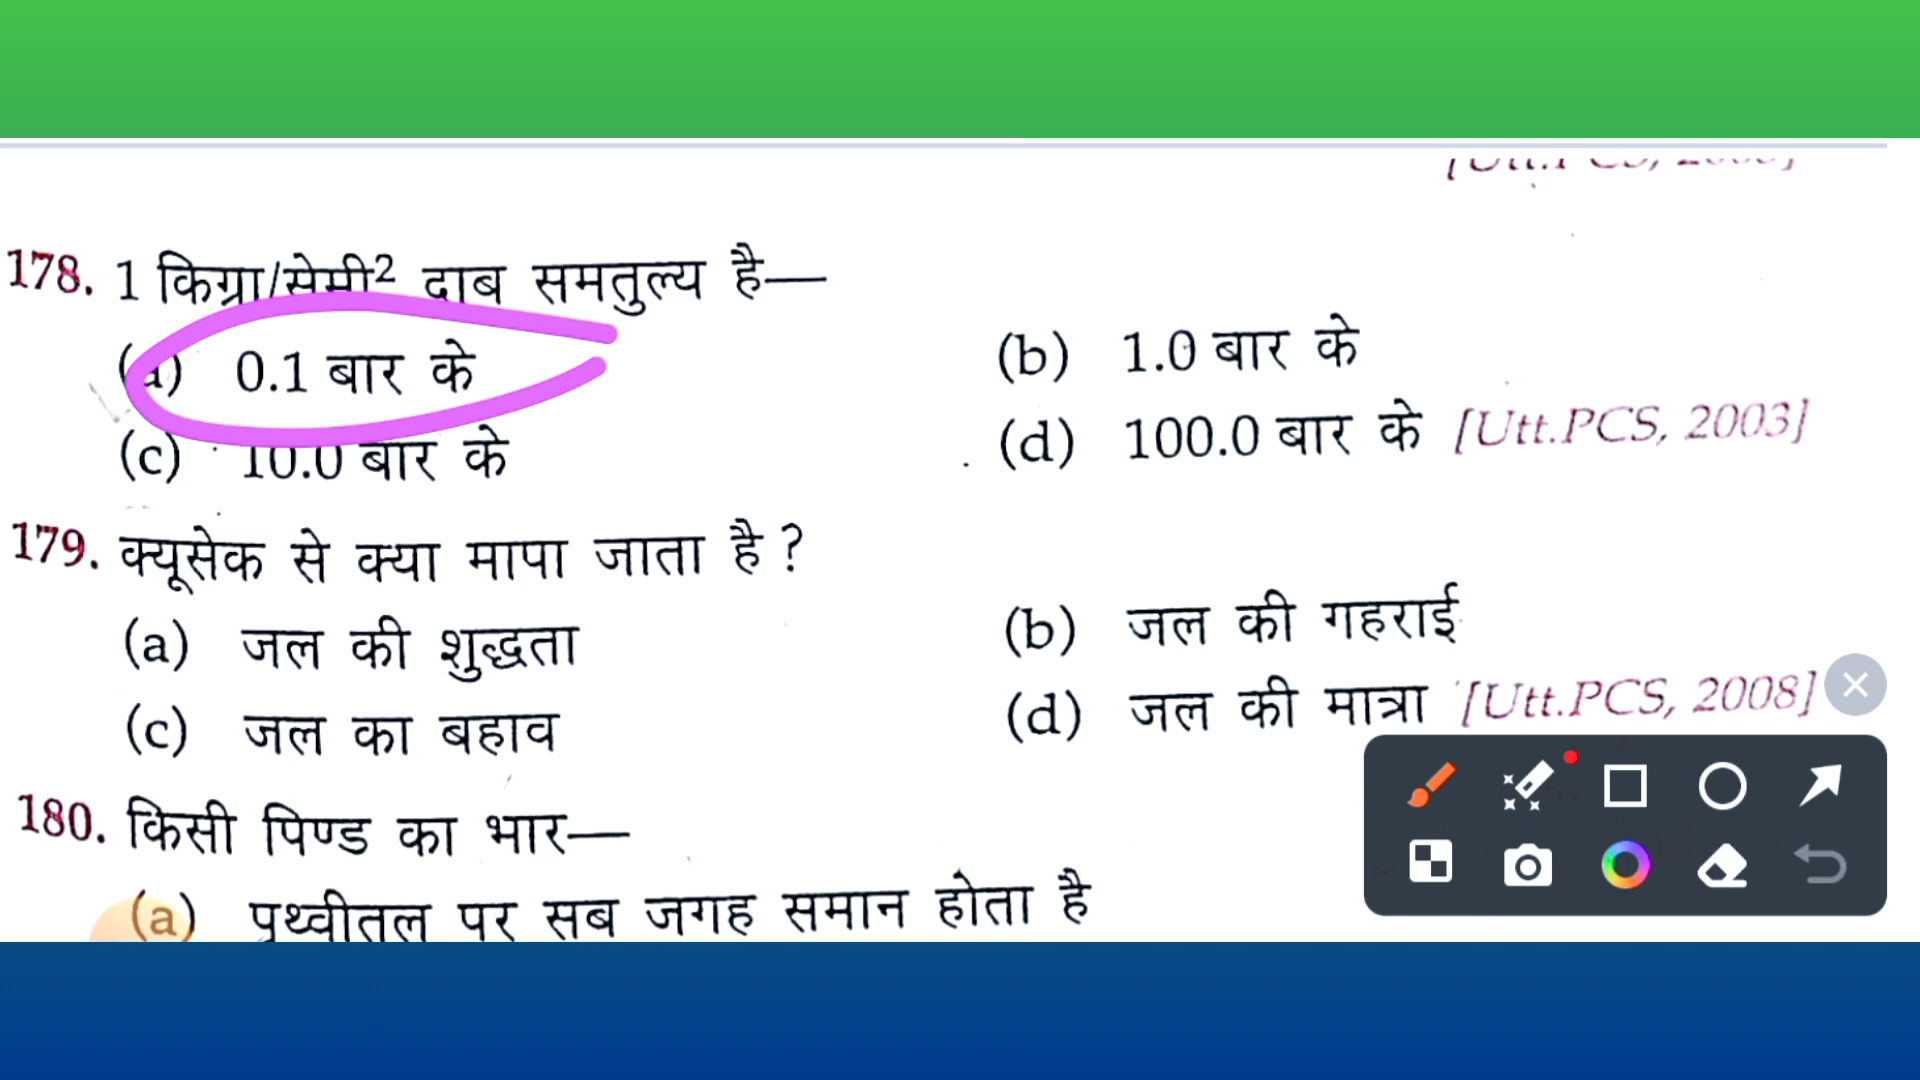 178. 1 किग्रा/सेमी² दाब समतुल्य है—
(a) 0.1 बार के (b) 1.0 बार के
(c) 10.0 बार के (d) 100.0 बार के [Utt.PCS, 2003]
179. क्यूसेक से क्या मापा जाता है ?
(a) जल की शुद्धता (b) जल की गहराई
(c) जल का बहाव (d) जल की मात्रा [Utt.PCS, 2008]
180. किसी पिण्ड का भार—
(a) पृथ्वीतल पर सब जगह समान होता है